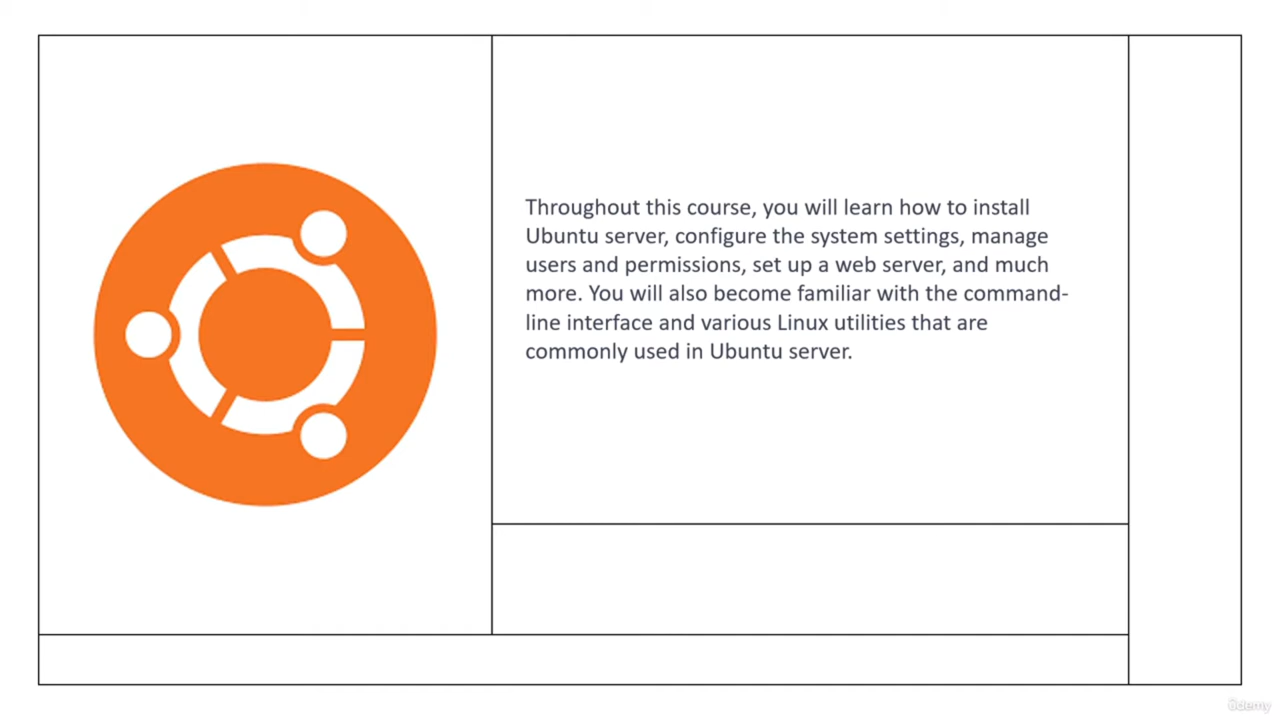 Throughout this course, you will learn how to install
Ubuntu server, configure the system settings, manage
users and permissions, set up a web server, and much
more. You will also become familiar with the command-
line interface and various Linux utilities that are
commonly used in Ubuntu server.
ûdemy